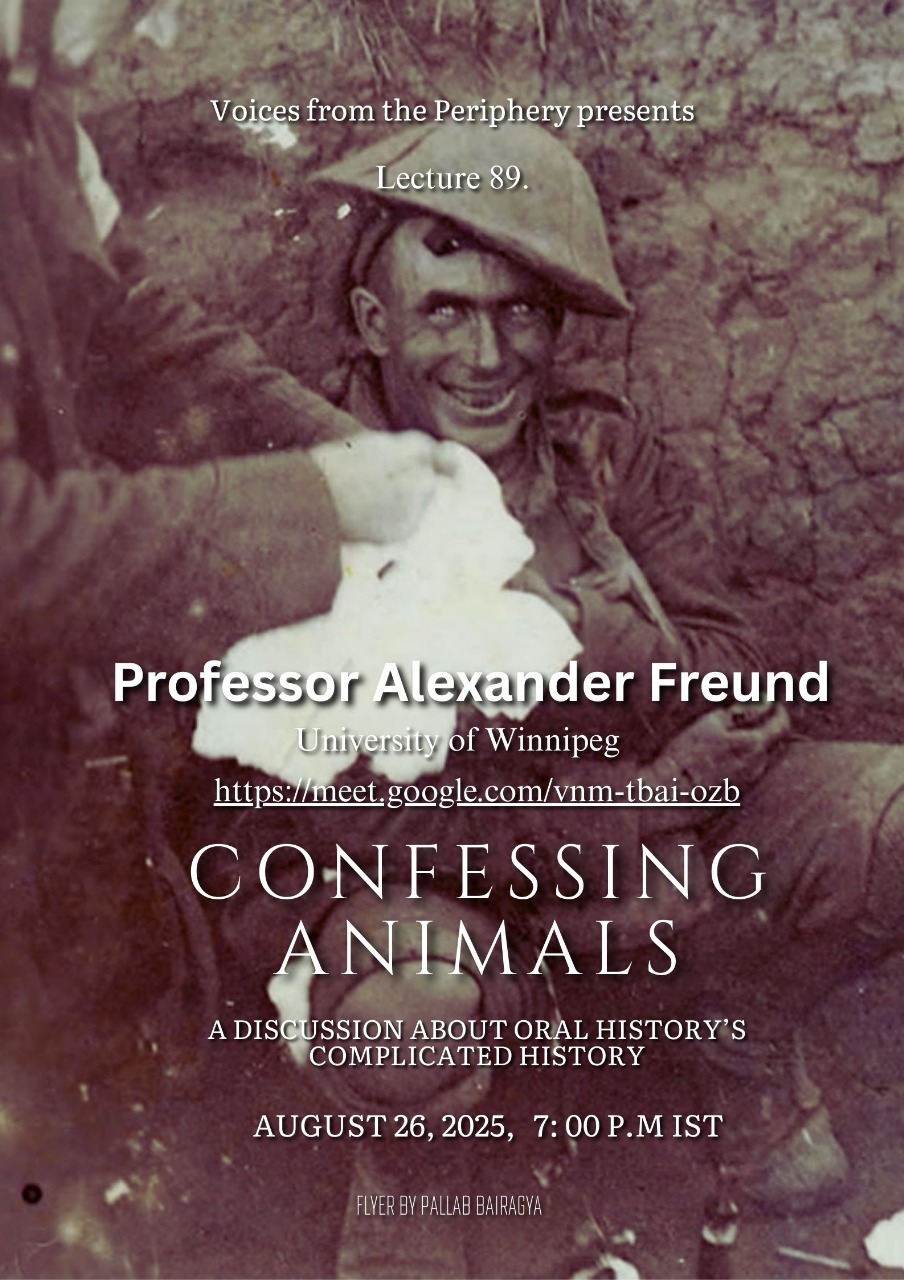 Voices from the Periphery presents
Lecture 89.
Professor Alexander Freund
University of Winnipeg
https://meet.google.com/vnm-tbai-ozb
CONFESSING
ANIMALS
A DISCUSSION ABOUT ORAL HISTORY’S
COMPLICATED HISTORY
AUGUST 26, 2025, 7: 00 P.M IST
FLYER BY PALLAB BAIRAGYA